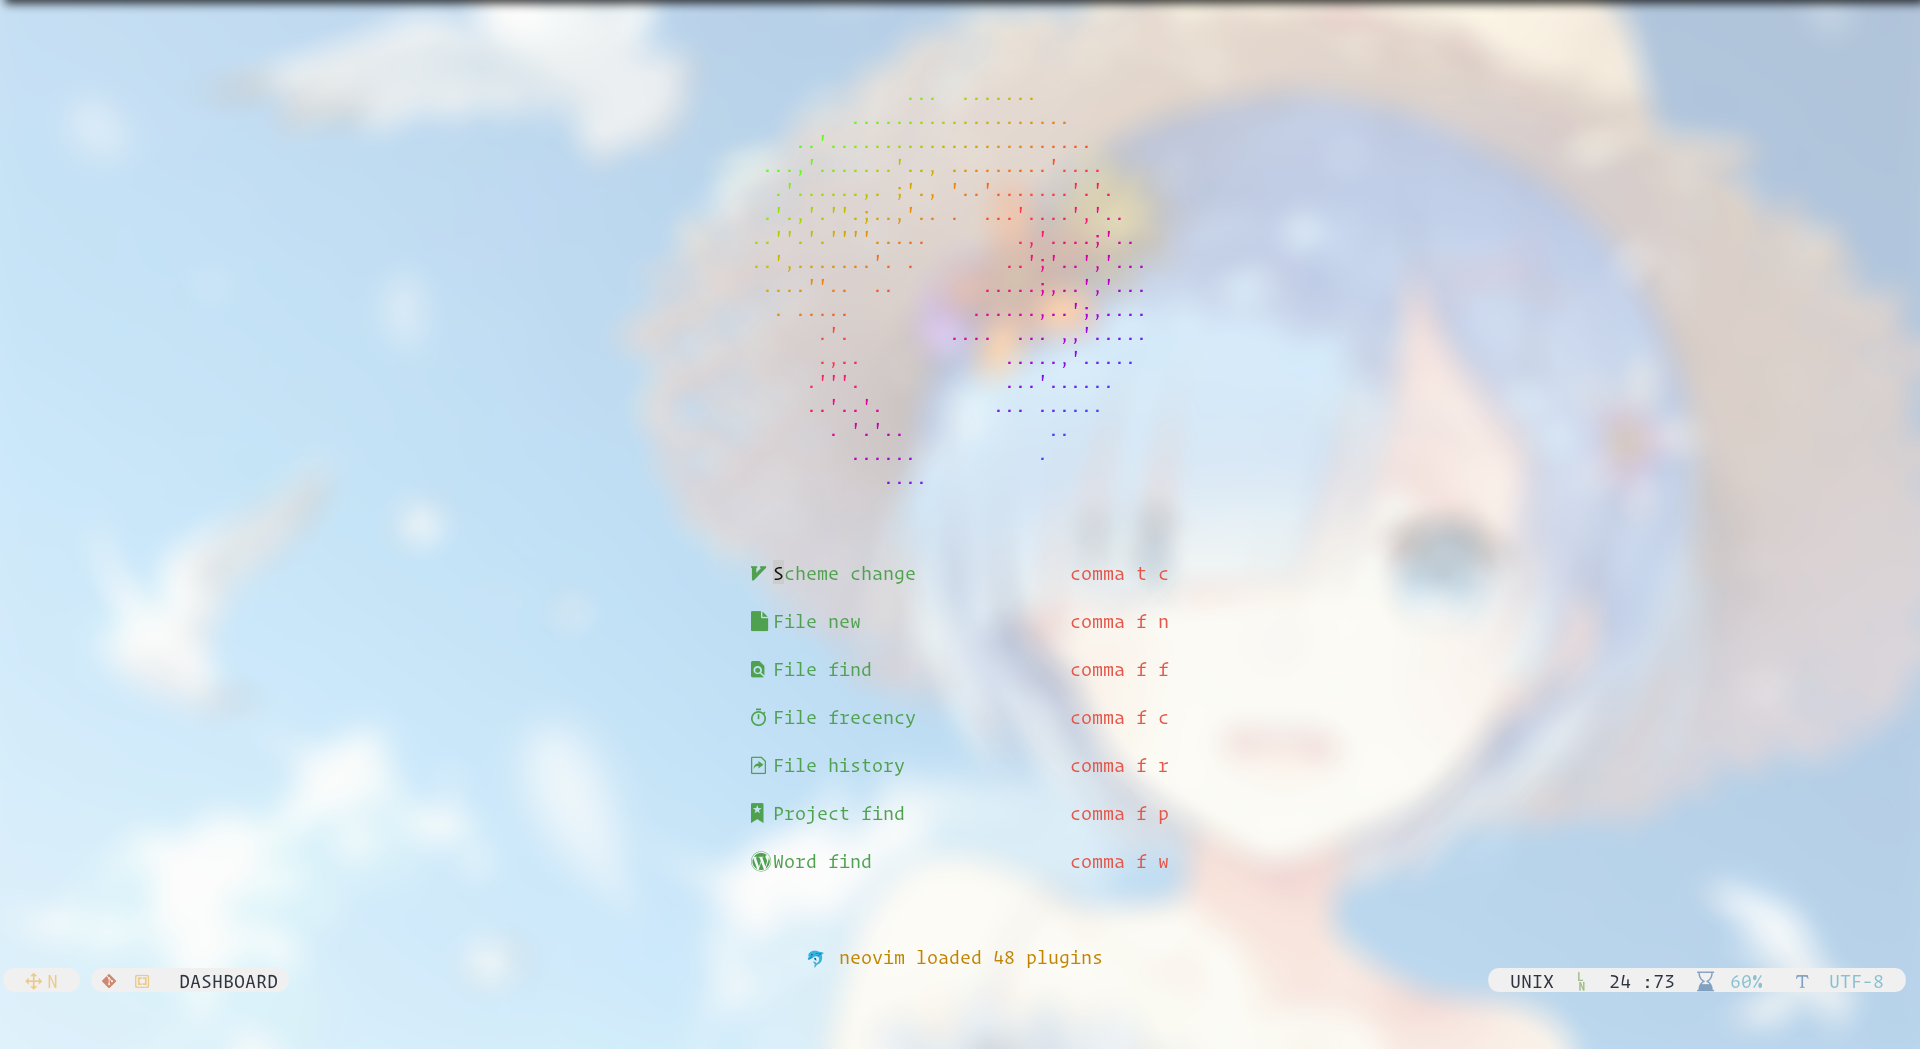 Scheme change comma t c
File new comma f n
File find comma f f
File frecency comma f c
File history comma f r
Project find comma f p
Word find comma f w
neovim loaded 48 plugins
N DASHBOARD UNIX LN 24 :73 60% T UTF-8